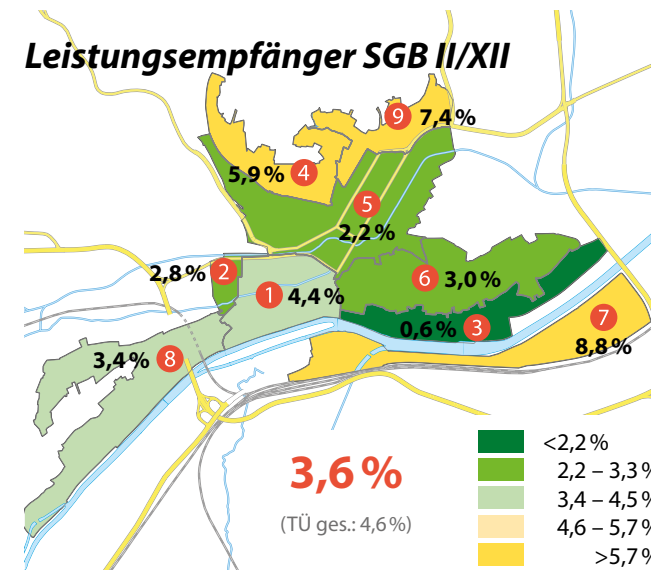 Leistungsempfänger SGB II/XII
9 7,4 %
5,9 % 4
5
2,2 %
2,8 % 2
6 3,0 %
1 4,4 %
0,6 % 3
7
8,8 %
3,4 % 8
3,6 %
(TÜ ges.: 4,6 %)
<2,2 %
2,2 – 3,3 %
3,4 – 4,5 %
4,6 – 5,7 %
>5,7 %